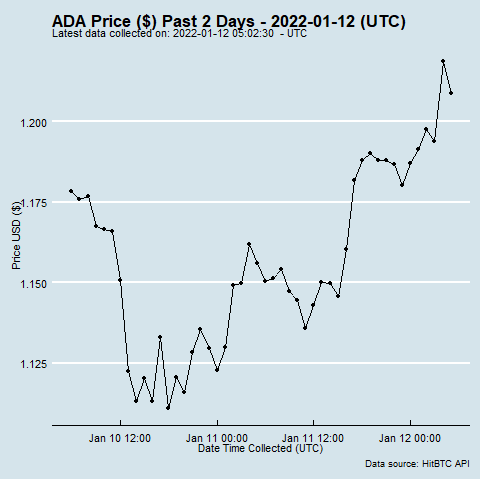 ADA Price ($) Past 2 Days - 2022-01-12 (UTC)
Latest data collected on: 2022-01-12 05:02:30 - UTC
1.200
1.175
1.150
1.125
Price USD ($)
Jan 10 12:00 Jan 11 00:00 Jan 11 12:00 Jan 12 00:00
Date Time Collected (UTC)
Data source: HitBTC API